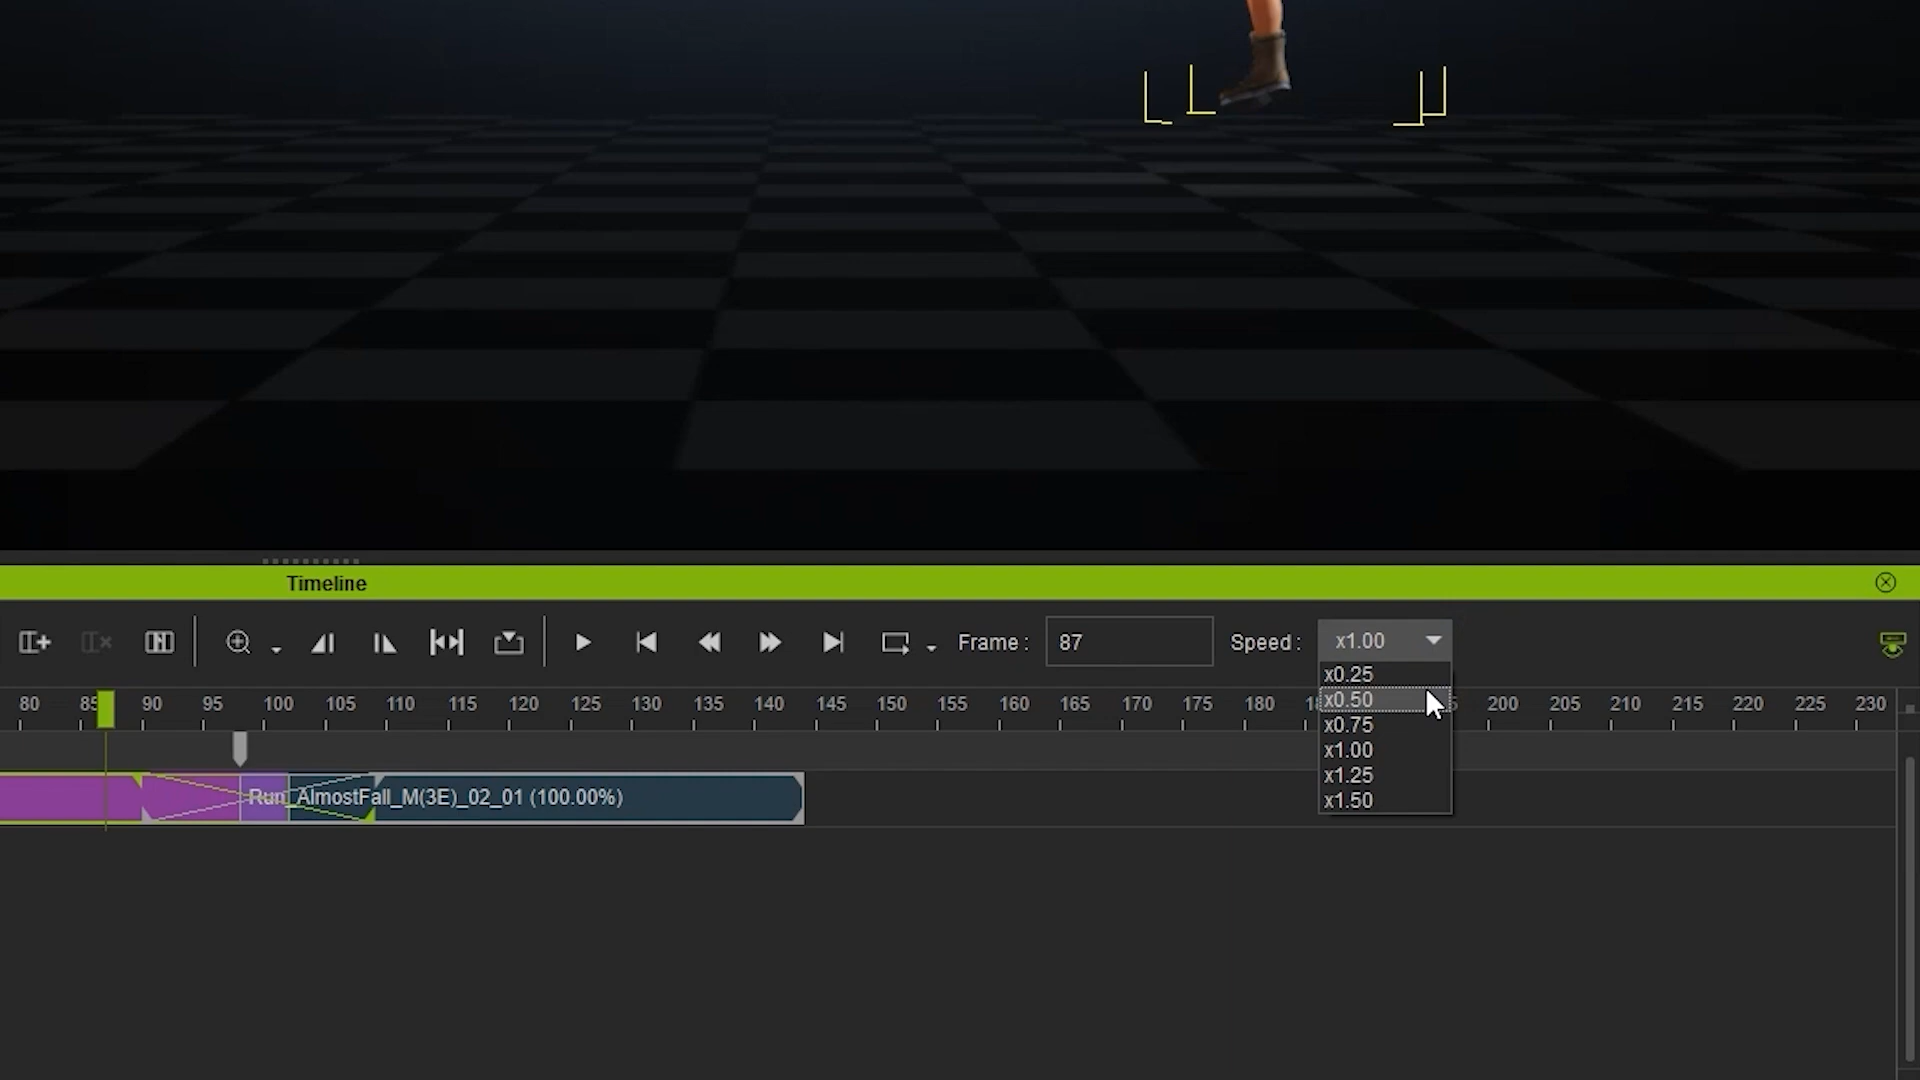 Timeline
Frame : 87 Speed : x1.00
x0.25
x0.50
x0.75
x1.00
x1.25
x1.50
80 85 90 95 100 105 110 115 120 125 130 135 140 145 150 155 160 165 170 175 180 200 205 210 215 220 225 230
Run_AlmostFall_M(3E)_02_01 (100.00%)